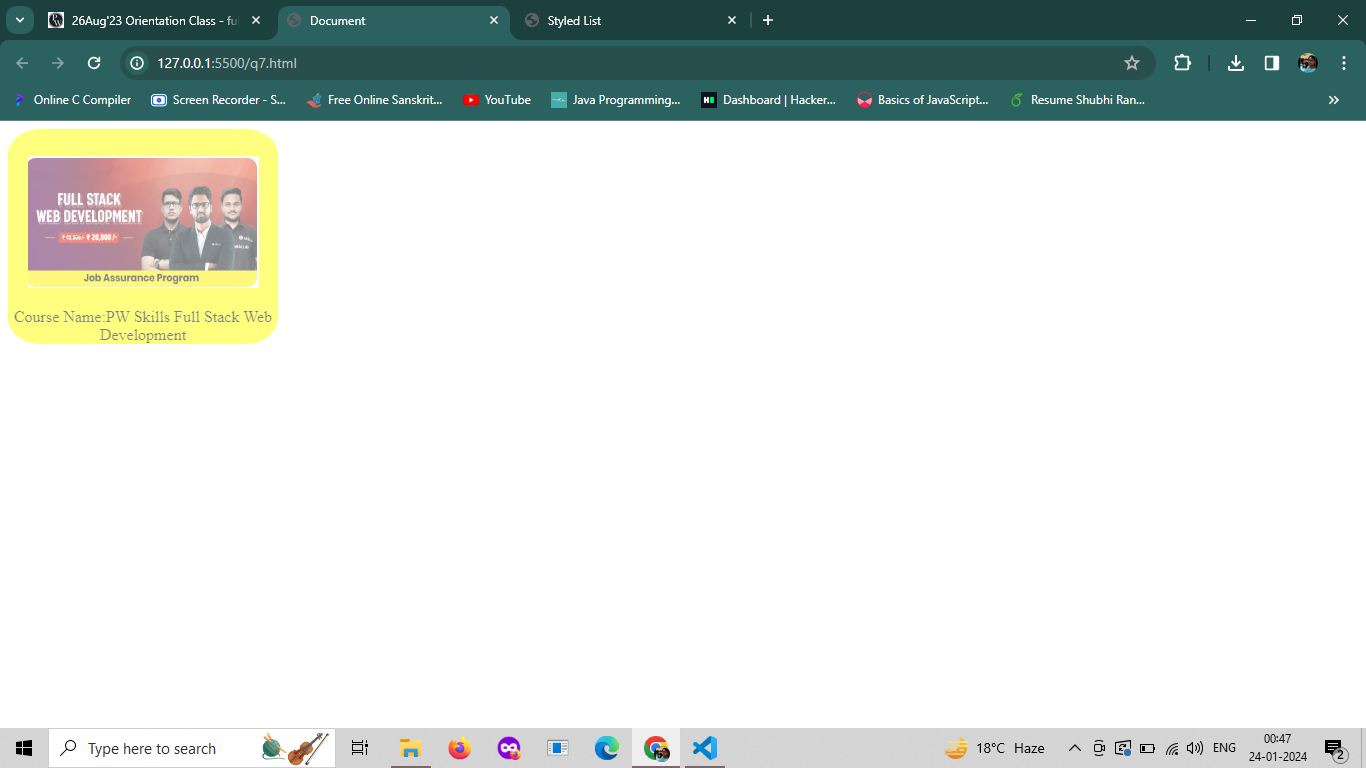 26Aug'23 Orientation Class - ful
Document
Styled List
127.0.0.1:5500/q7.html
Online C Compiler
Screen Recorder - S...
Free Online Sanskrit...
YouTube
Java Programming...
Dashboard | Hacker...
Basics of JavaScript...
Resume Shubhi Ran...
FULL STACK
WEB DEVELOPMENT
₹ 20,000 /-
Job Assurance Program
Course Name:PW Skills Full Stack Web
Development
Type here to search
18°C Haze
ENG
00:47
24-01-2024
2